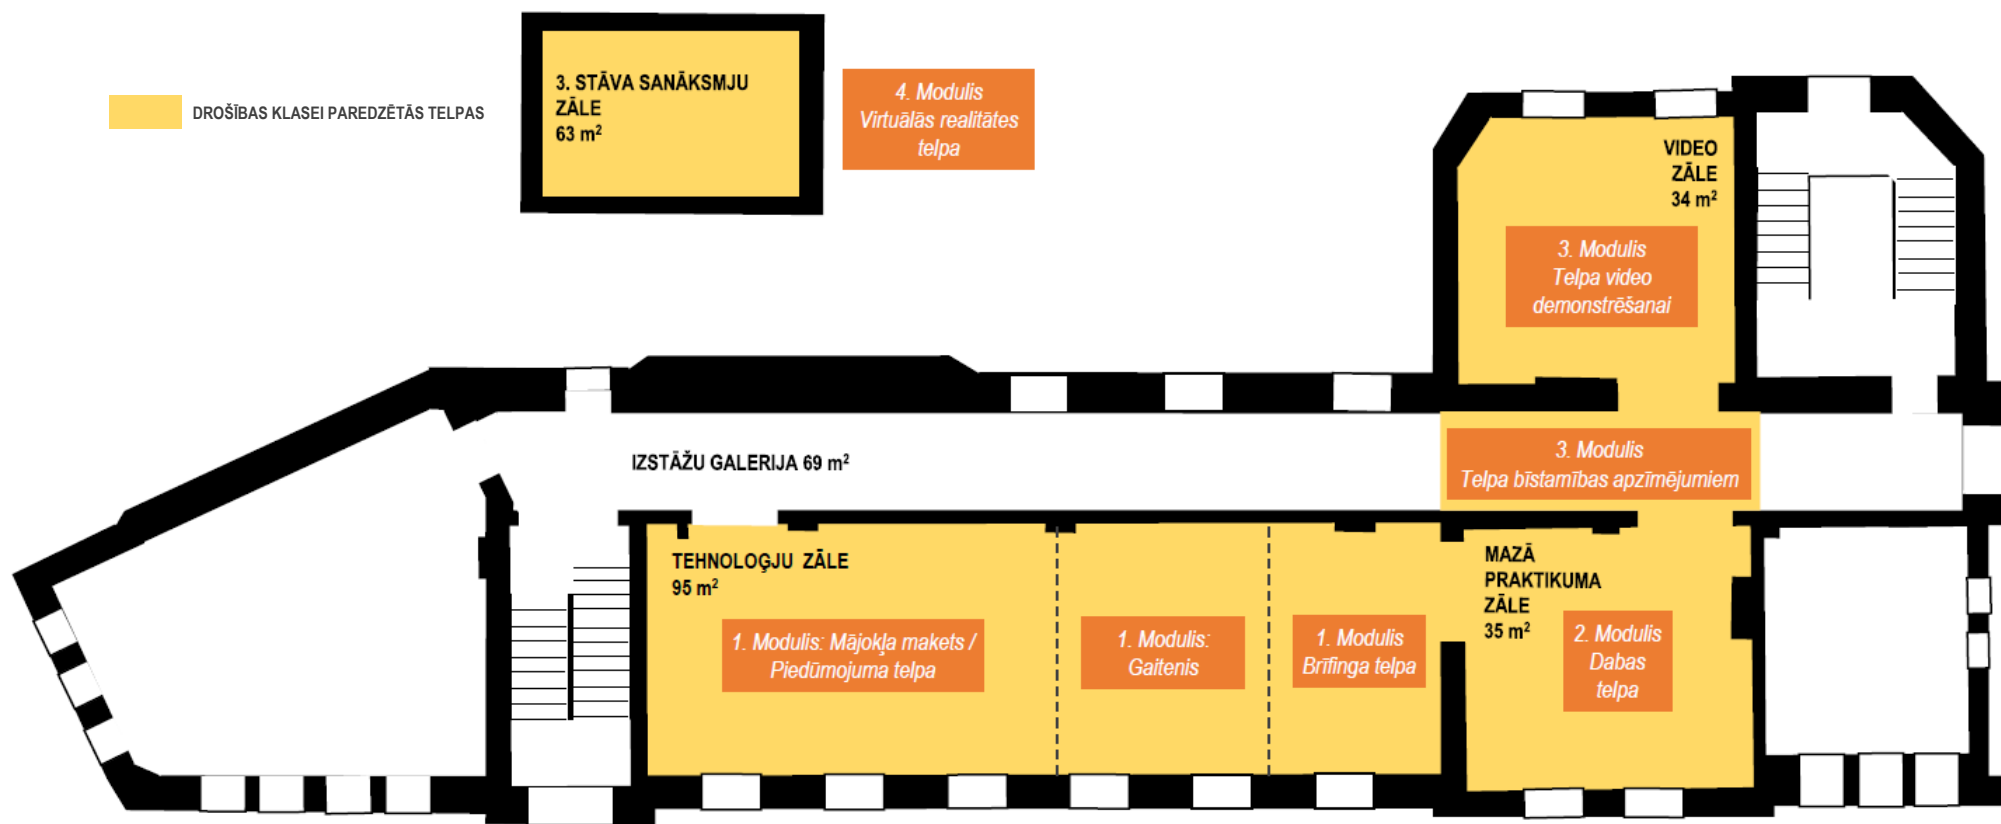 DROŠĪBAS KLASEI PAREDZĒTĀS TELPAS
3. STĀVA SANĀKSMJU
ZĀLE
63 m²
4. Modulis
Virtuālās realitātes
telpa
VIDEO
ZĀLE
34 m²
3. Modulis
Telpa video
demonstrēšanai
IZSTĀŽU GALERIJA 69 m²
3. Modulis
Telpa bīstamības apzīmējumiem
TEHNOLOĢJU ZĀLE
95 m²
1. Modulis: Mājokļa makets /
Piedūmojuma telpa
1. Modulis:
Gaitenis
1. Modulis
Brīfinga telpa
MAZĀ
PRAKTIKUMA
ZĀLE
35 m²
2. Modulis
Dabas
telpa